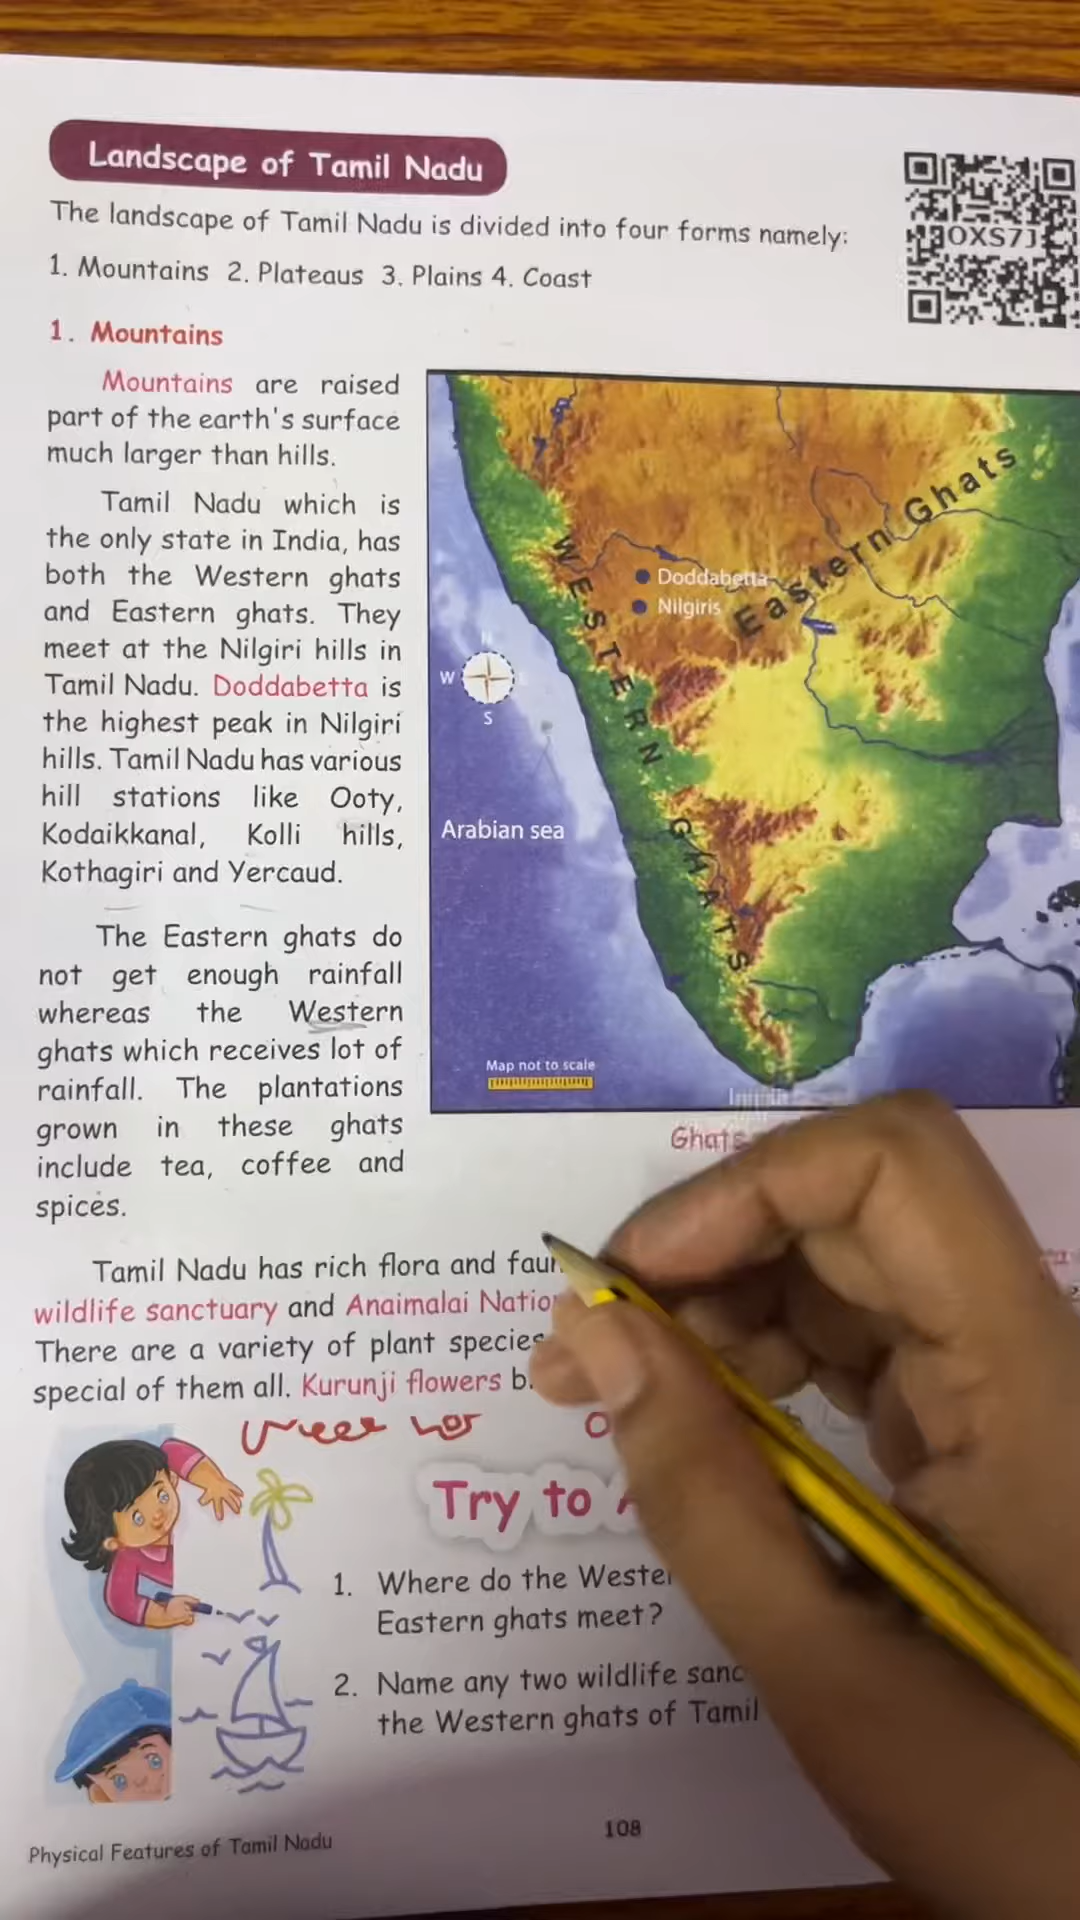 Landscape of Tamil Nadu
The landscape of Tamil Nadu is divided into four forms namely:
1. Mountains 2. Plateaus 3. Plains 4. Coast
OXS7J
1. Mountains
Mountains are raised
part of the earth's surface
much larger than hills.
Tamil Nadu which is
the only state in India, has
both the Western ghats
and Eastern ghats. They
meet at the Nilgiri hills in
Tamil Nadu. Doddabetta is
the highest peak in Nilgiri
hills. Tamil Nadu has various
hill stations like Ooty,
Kodaikkanal, Kolli hills,
Kothagiri and Yercaud.
The Eastern ghats do
not get enough rainfall
whereas the Western
ghats which receives lot of
rainfall. The plantations
grown in these ghats
include tea, coffee and
spices.
Eastern Ghats
WESTERN GHATS
Doddabetta
Nilgiris
N
W
S
Arabian sea
Map not to scale
Ghats
Tamil Nadu has rich flora and
wildlife sanctuary and Anaimalai
There are a variety of plant species
special of them all. Kurunji flowers
Try to
1. Where do the
Eastern ghats meet?
2. Name any two wildlife
the Western ghats of Tamil
108
Physical Features of Tamil Nadu